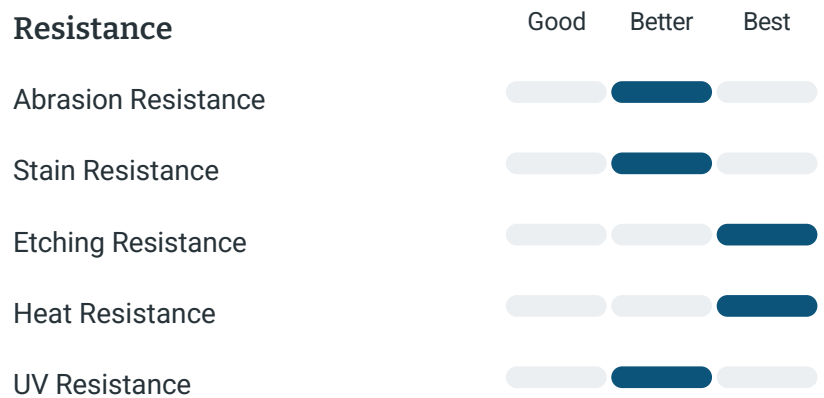 Resistance Good Better Best
Abrasion Resistance
Stain Resistance
Etching Resistance
Heat Resistance
UV Resistance